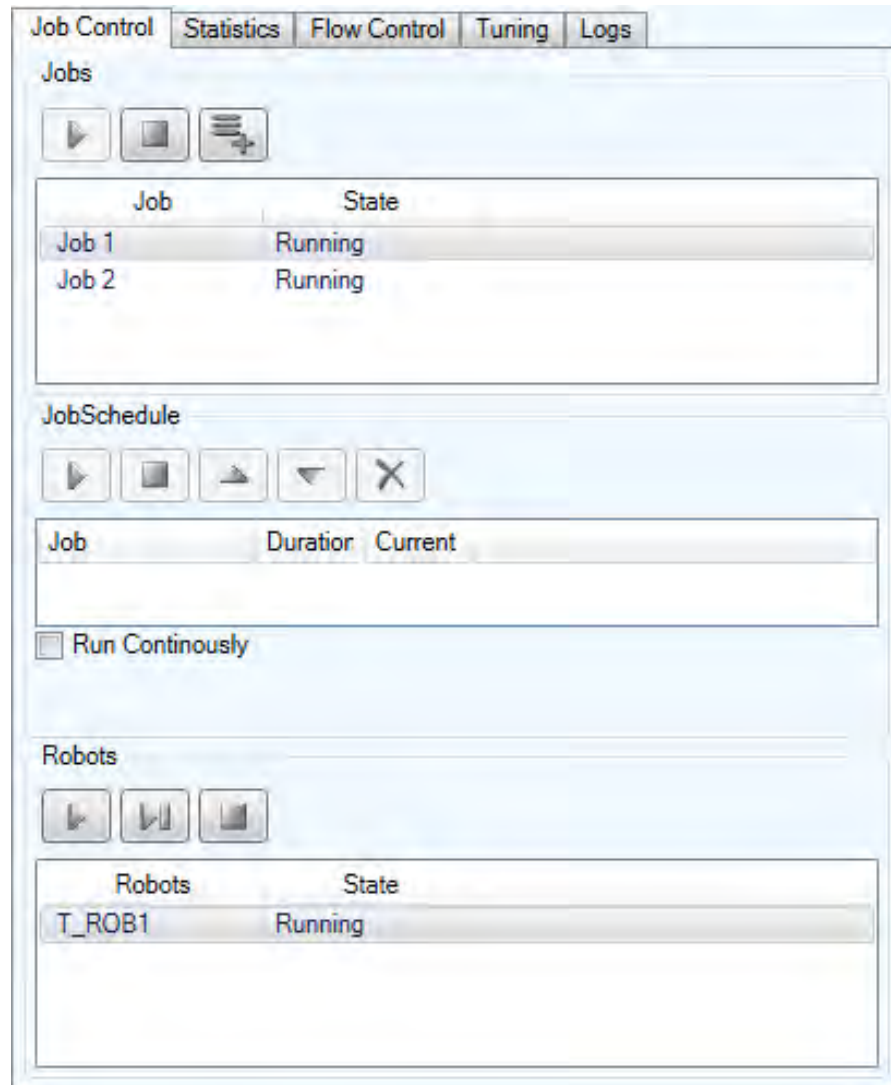 Job Control Statistics Flow Control Tuning Logs
Jobs
Job State
Job 1 Running
Job 2 Running
JobSchedule
Job Duration Current
Run Continously
Robots
Robots State
T_ROB1 Running